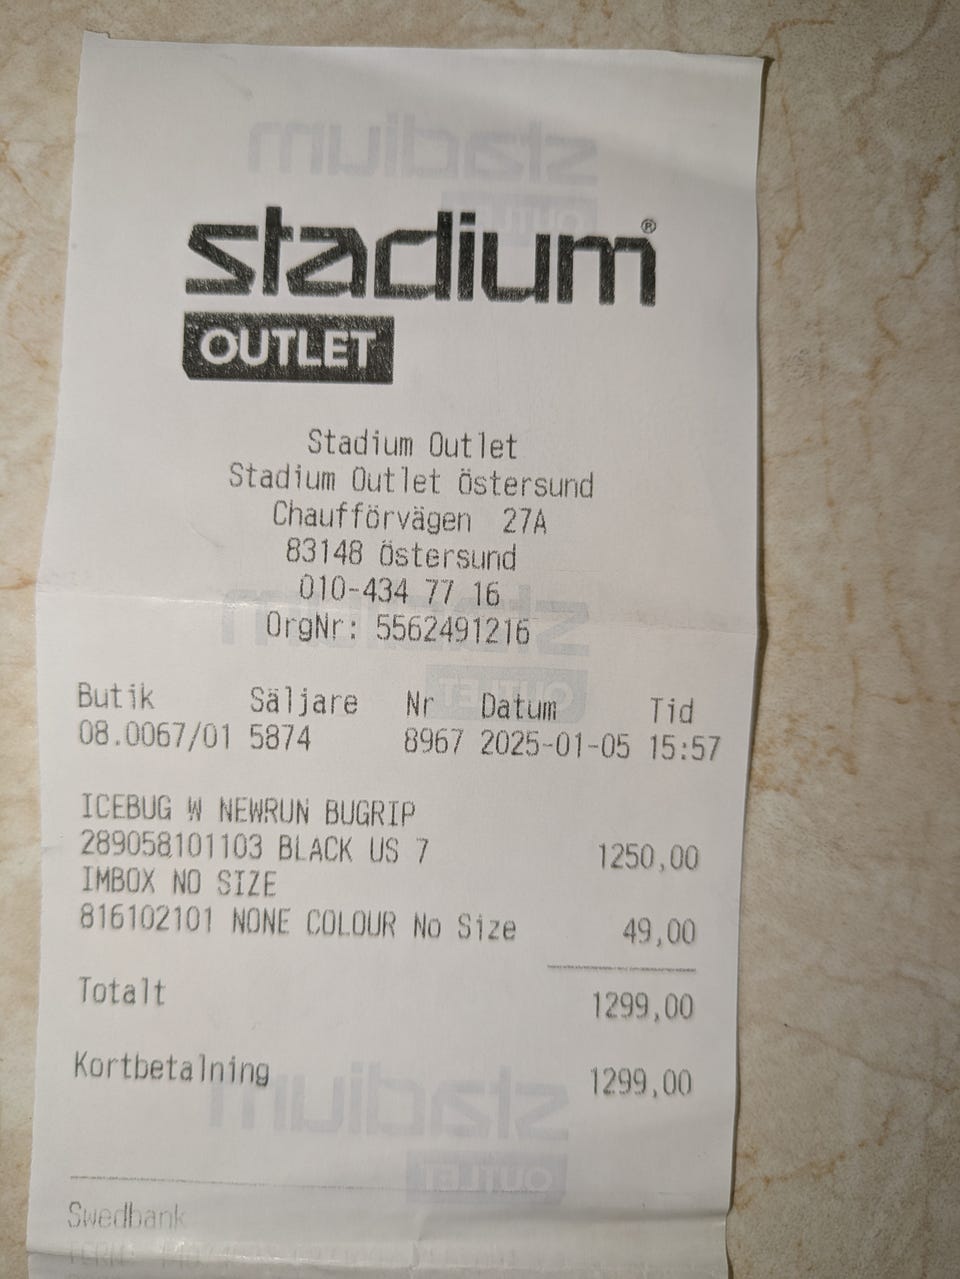 stadium®
OUTLET
Stadium Outlet
Stadium Outlet Östersund
Chaufförvägen 27A
83148 Östersund
010-434 77 16
OrgNr: 5562491216
Butik Säljare Nr Datum Tid
08.0067/01 5874 8967 2025-01-05 15:57
ICEBUG W NEWRUN BUGRIP
289058101103 BLACK US 7 1250,00
IMBOX NO SIZE
816102101 NONE COLOUR No Size 49,00
Totalt 1299,00
Kortbetalning 1299,00
Swedbank